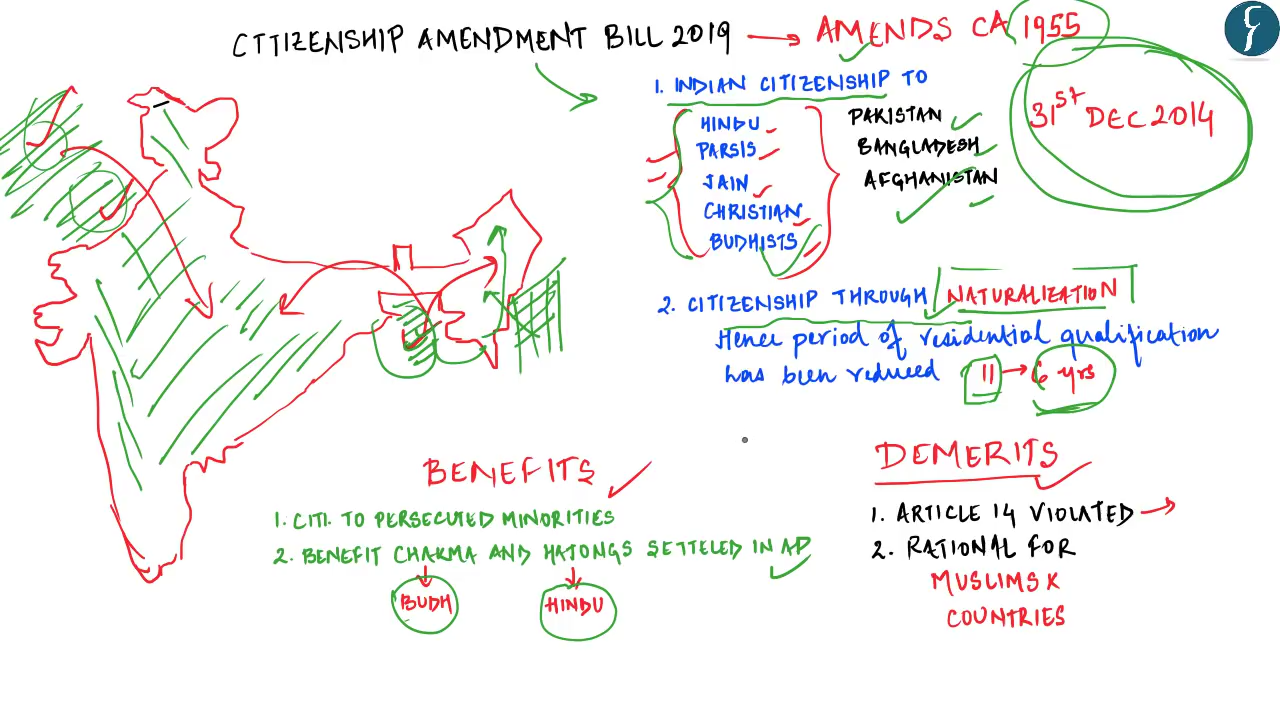 CTTIZENSHIP AMENDMENT BILL 2019 → AMENDS CA 1955
1. INDIAN CITIZENSHIP TO
HINDU
PARSIS
JAIN
CHRISTIAN
BUDHISTS
PAKISTAN
BANGLADESH
AFGHANISTAN
31st DEC 2014
2. CITIZENSHIP THROUGH NATURALIZATION
Hence period of residential qualification
has been reduced 11 → 6 yrs
BENEFITS
1. CITI. TO PERSECUTED MINORITIES
2. BENEFIT CHAKMA AND HATONGS SETTELED IN AP
BUDH
HINDU
DEMERITS
1. ARTICLE 14 VIOLATED →
2. RATIONAL FOR
MUSLIMS X
COUNTRIES